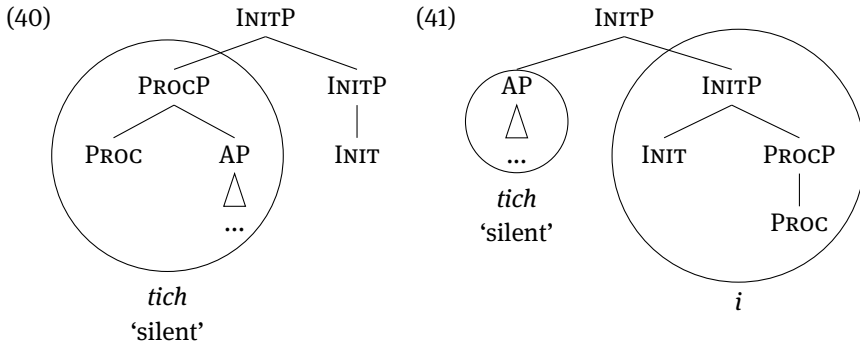 (40) INITP (41) INITP
PROCP INITP AP INITP
PROC AP INIT ... INIT PROCP
... tich PROC
‘silent’
tich i
‘silent’